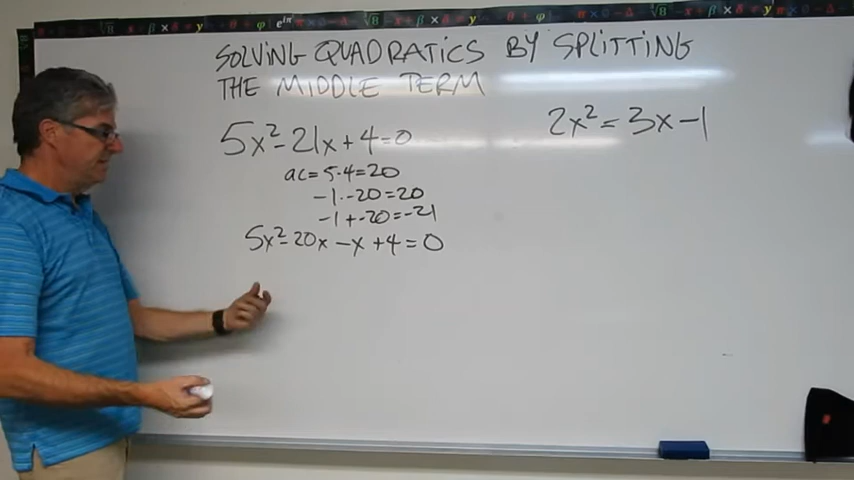 SOLVING QUADRATICS BY SPLITTING
THE MIDDLE TERM
5x²-21x+4=0
ac=5·4=20
-1·-20=20
-1+-20=-21
5x²-20x-x+4=0
2x²=3x-1